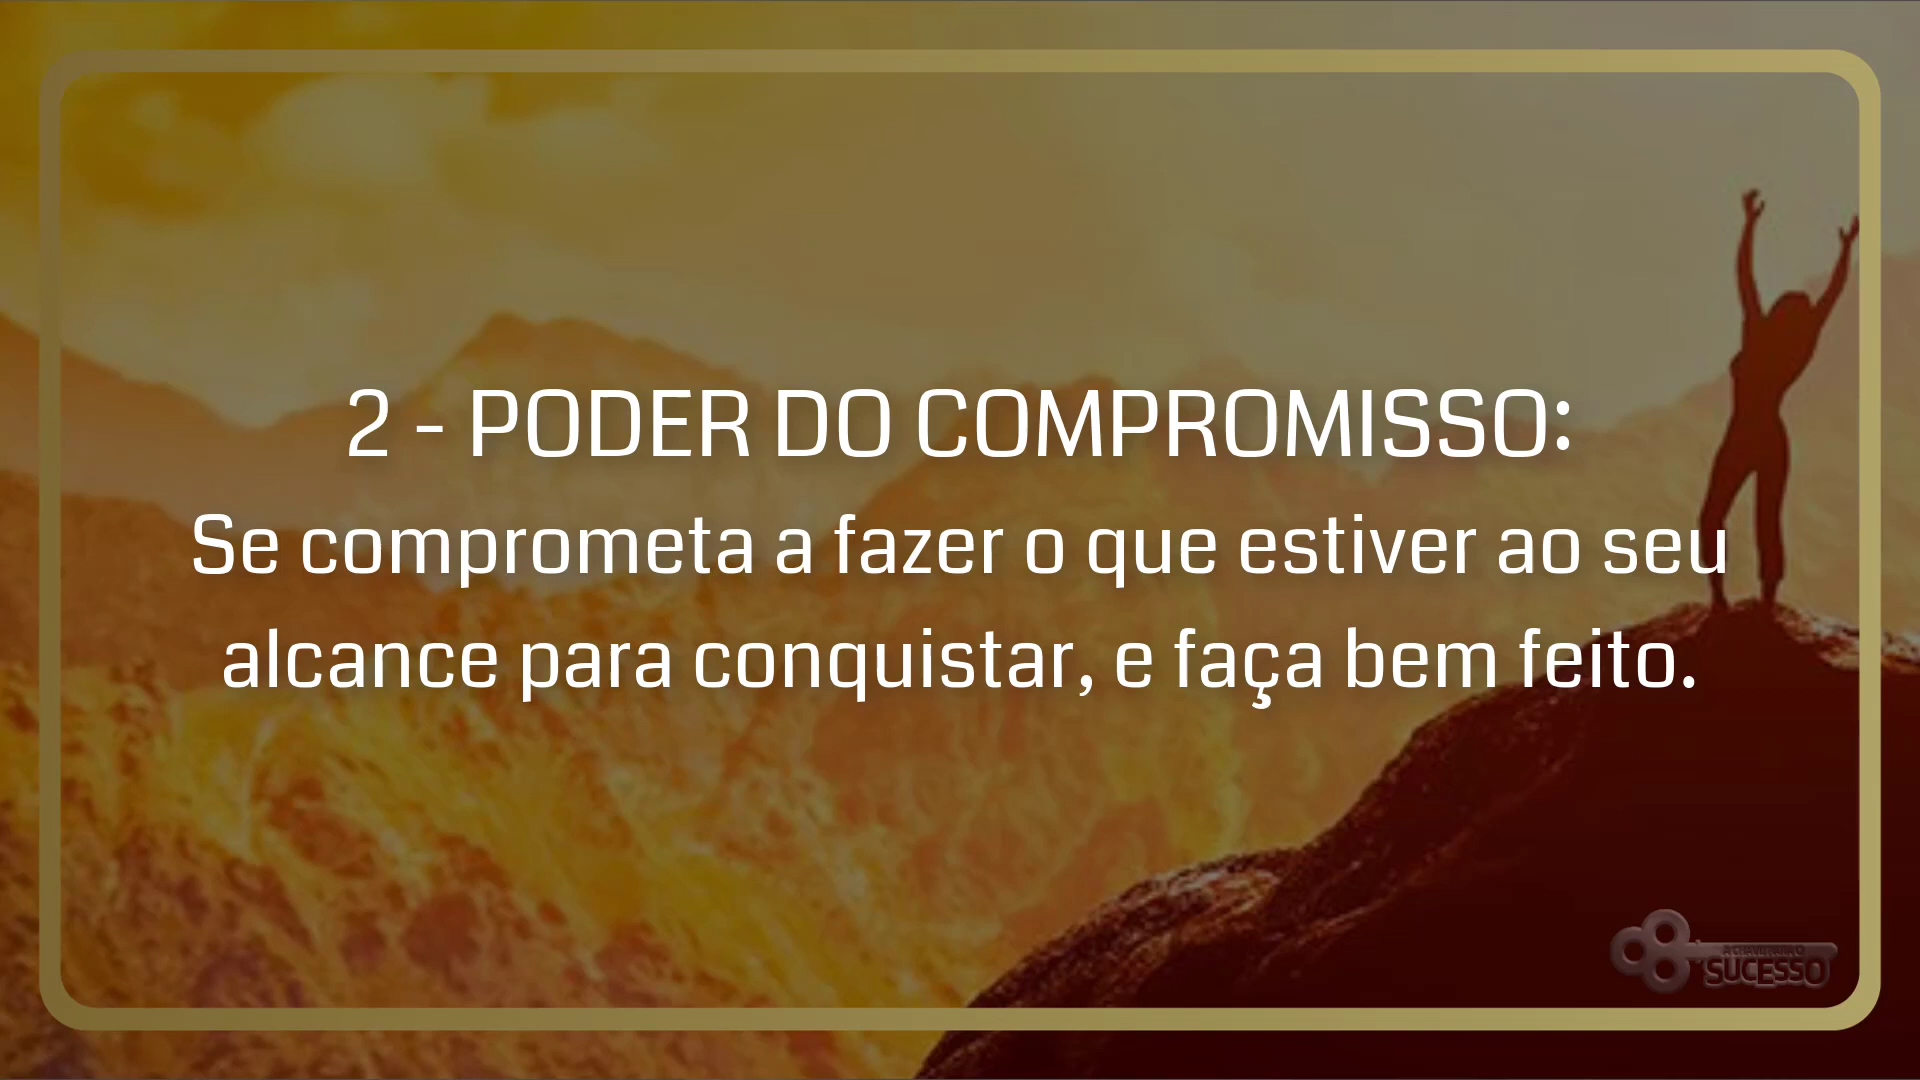 2 - PODER DO COMPROMISSO:
Se comprometa a fazer o que estiver ao seu
alcance para conquistar, e faça bem feito.
SUCESSO